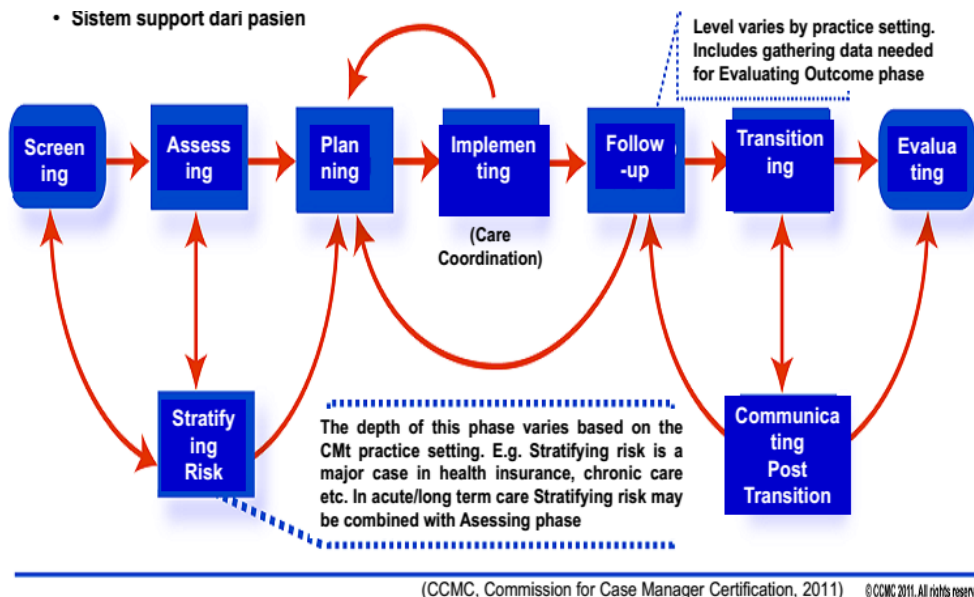 • Sistem support dari pasien
Level varies by practice setting.
Includes gathering data needed
for Evaluating Outcome phase
Screen
ing
Assess
ing
Plan
ning
Implemen
ting
Follow
-up
Transition
ing
Evalua
ting
(Care
Coordination)
Stratify
ing
Risk
The depth of this phase varies based on the
CMt practice setting. E.g. Stratifying risk is a
major case in health insurance, chronic care
etc. In acute/long term care Stratifying risk may
be combined with Asessing phase
Communica
ting
Post
Transition
(CCMC, Commission for Case Manager Certification, 2011)
© CCMC 2011. All rights reserv